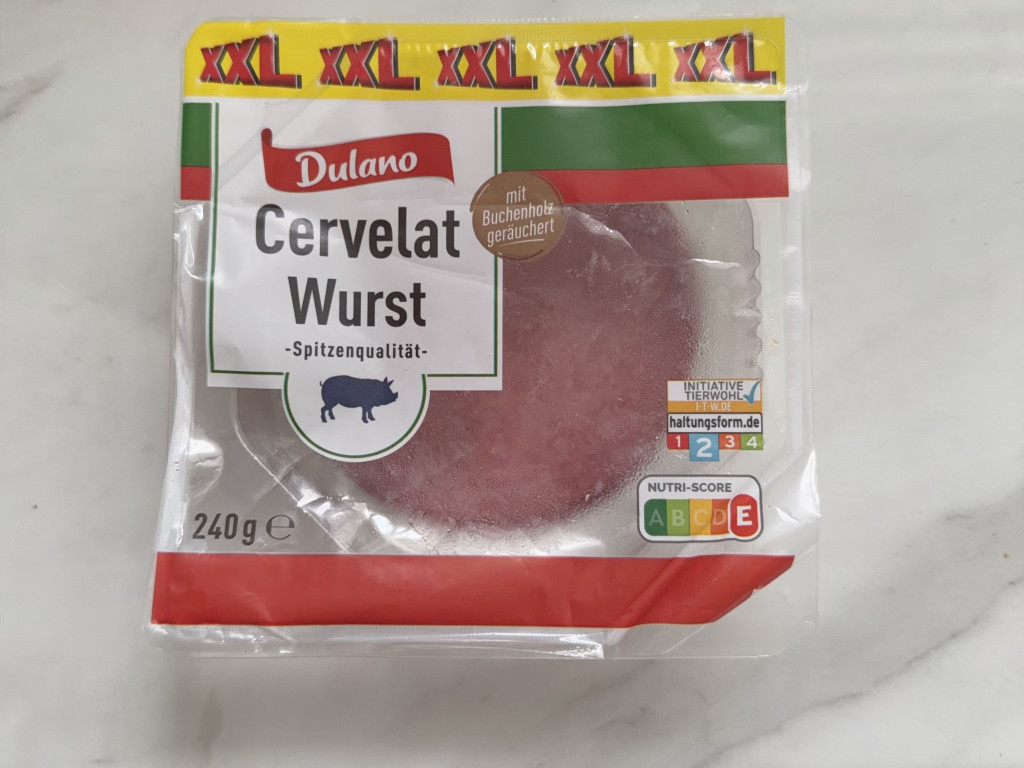 XXL XXL XXL XXL XXL
Dulano
mit
Buchenholz
geräuchert
Cervelat
Wurst
-Spitzenqualität-
INITIATIVE
TIERWOHL
I-T-W.DE
haltungsform.de
1 2 3 4
NUTRI-SCORE
A B C D E
240g ℮